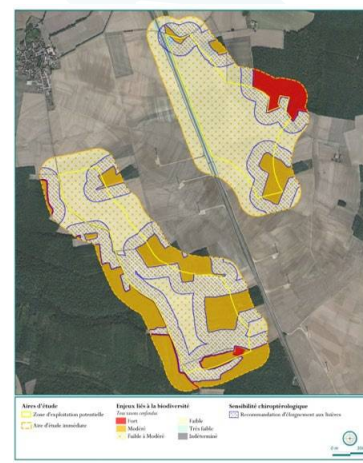 Aires d'étude
Zone d'exploitation potentielle
Aire d'étude immédiate
Enjeux liés à la biodiversité
Tous taxons confondus
Fort
Modéré
Faible à Modéré
Faible
Très faible
Indéterminé
Sensibilité chiroptérologique
Recommandation d'éloignement aux lisières